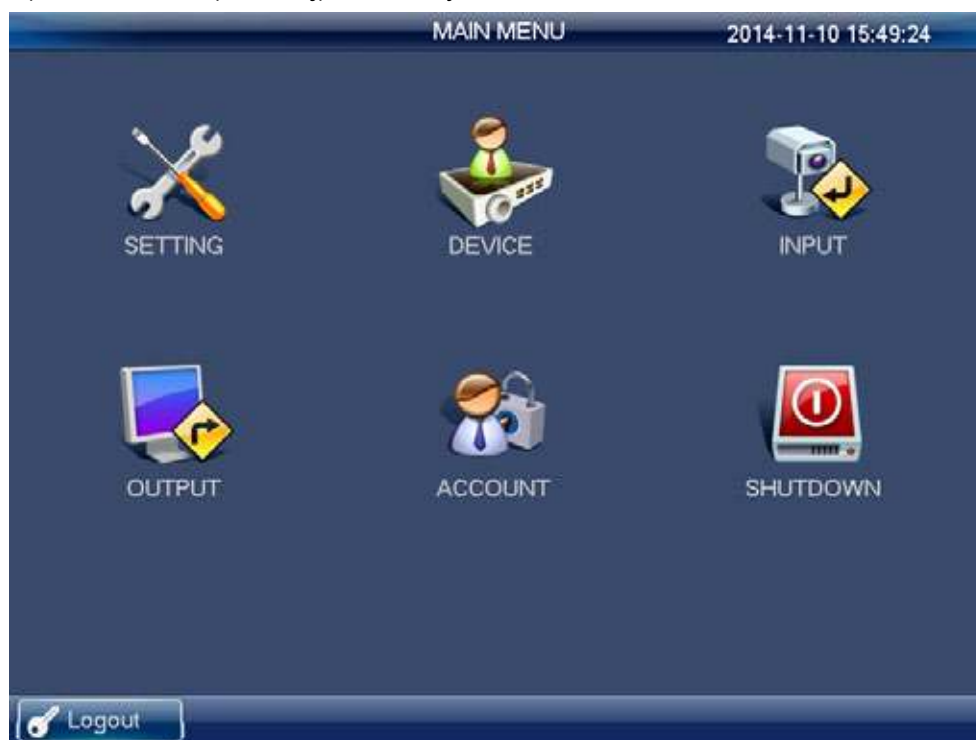 MAIN MENU 2014-11-10 15:49:24
SETTING DEVICE INPUT
OUTPUT ACCOUNT SHUTDOWN
Logout